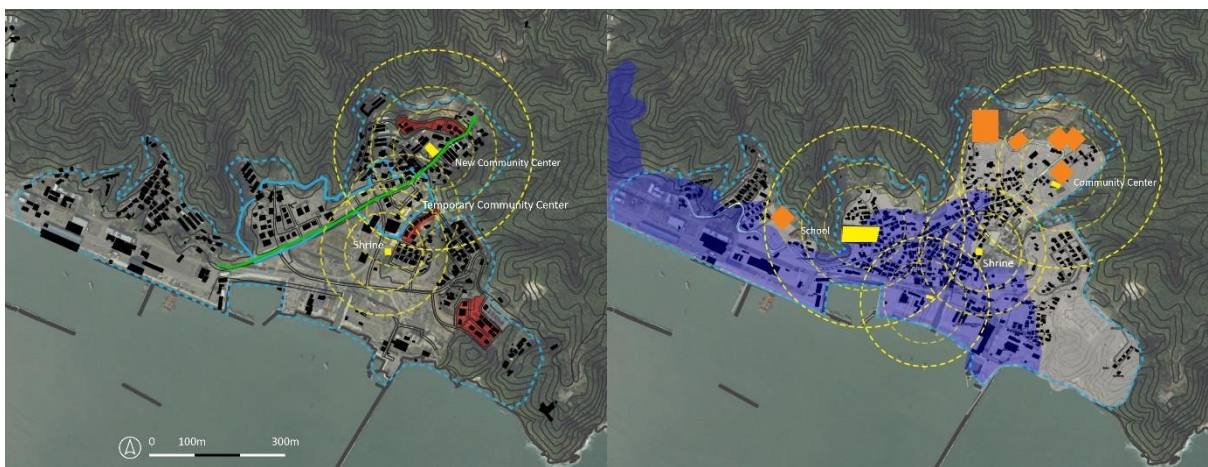 New Community Center
Temporary Community Center
Shrine
0 100m 300m
Community Center
School
Shrine